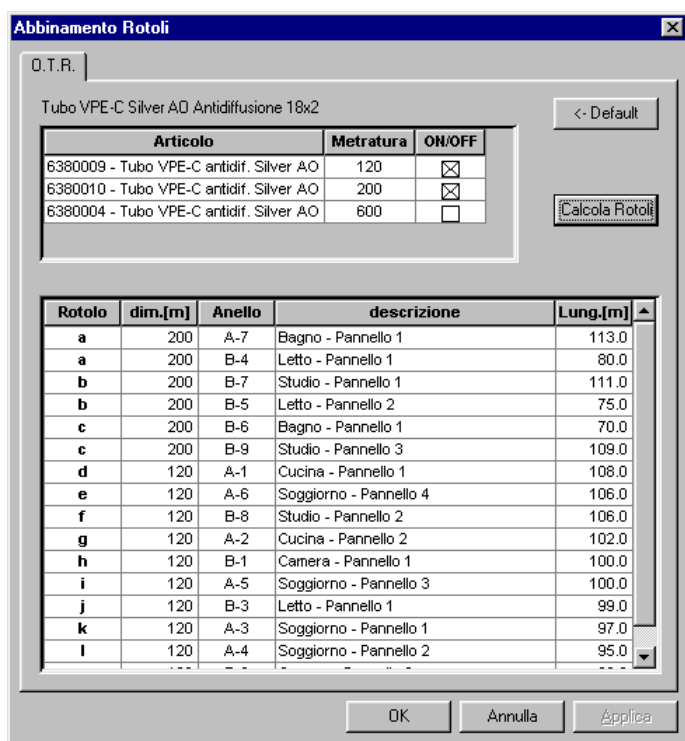 Abbinamento Rotoli
O.T.R.
Tubo VPE-C Silver AO Antidiffusione 18x2
<- Default
Articolo Metratura ON/OFF
6380009 - Tubo VPE-C antidif. Silver AO 120
6380010 - Tubo VPE-C antidif. Silver AO 200
6380004 - Tubo VPE-C antidif. Silver AO 600
Calcola Rotoli
Rotolo dim.[m] Anello descrizione Lung.[m]
a 200 A-7 Bagno - Pannello 1 113.0
a 200 B-4 Letto - Pannello 1 80.0
b 200 B-7 Studio - Pannello 1 111.0
b 200 B-5 Letto - Pannello 2 75.0
c 200 B-6 Bagno - Pannello 1 70.0
c 200 B-9 Studio - Pannello 3 109.0
d 120 A-1 Cucina - Pannello 1 108.0
e 120 A-6 Soggiorno - Pannello 4 106.0
f 120 B-8 Studio - Pannello 2 106.0
g 120 A-2 Cucina - Pannello 2 102.0
h 120 B-1 Camera - Pannello 1 100.0
i 120 A-5 Soggiorno - Pannello 3 100.0
j 120 B-3 Letto - Pannello 1 99.0
k 120 A-3 Soggiorno - Pannello 1 97.0
l 120 A-4 Soggiorno - Pannello 2 95.0
OK Annulla Applica